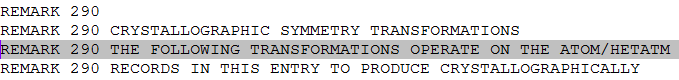 REMARK 290
REMARK 290 CRYSTALLOGRAPHIC SYMMETRY TRANSFORMATIONS
REMARK 290 THE FOLLOWING TRANSFORMATIONS OPERATE ON THE ATOM/HETATM
REMARK 290 RECORDS IN THIS ENTRY TO PRODUCE CRYSTALLOGRAPHICALLY